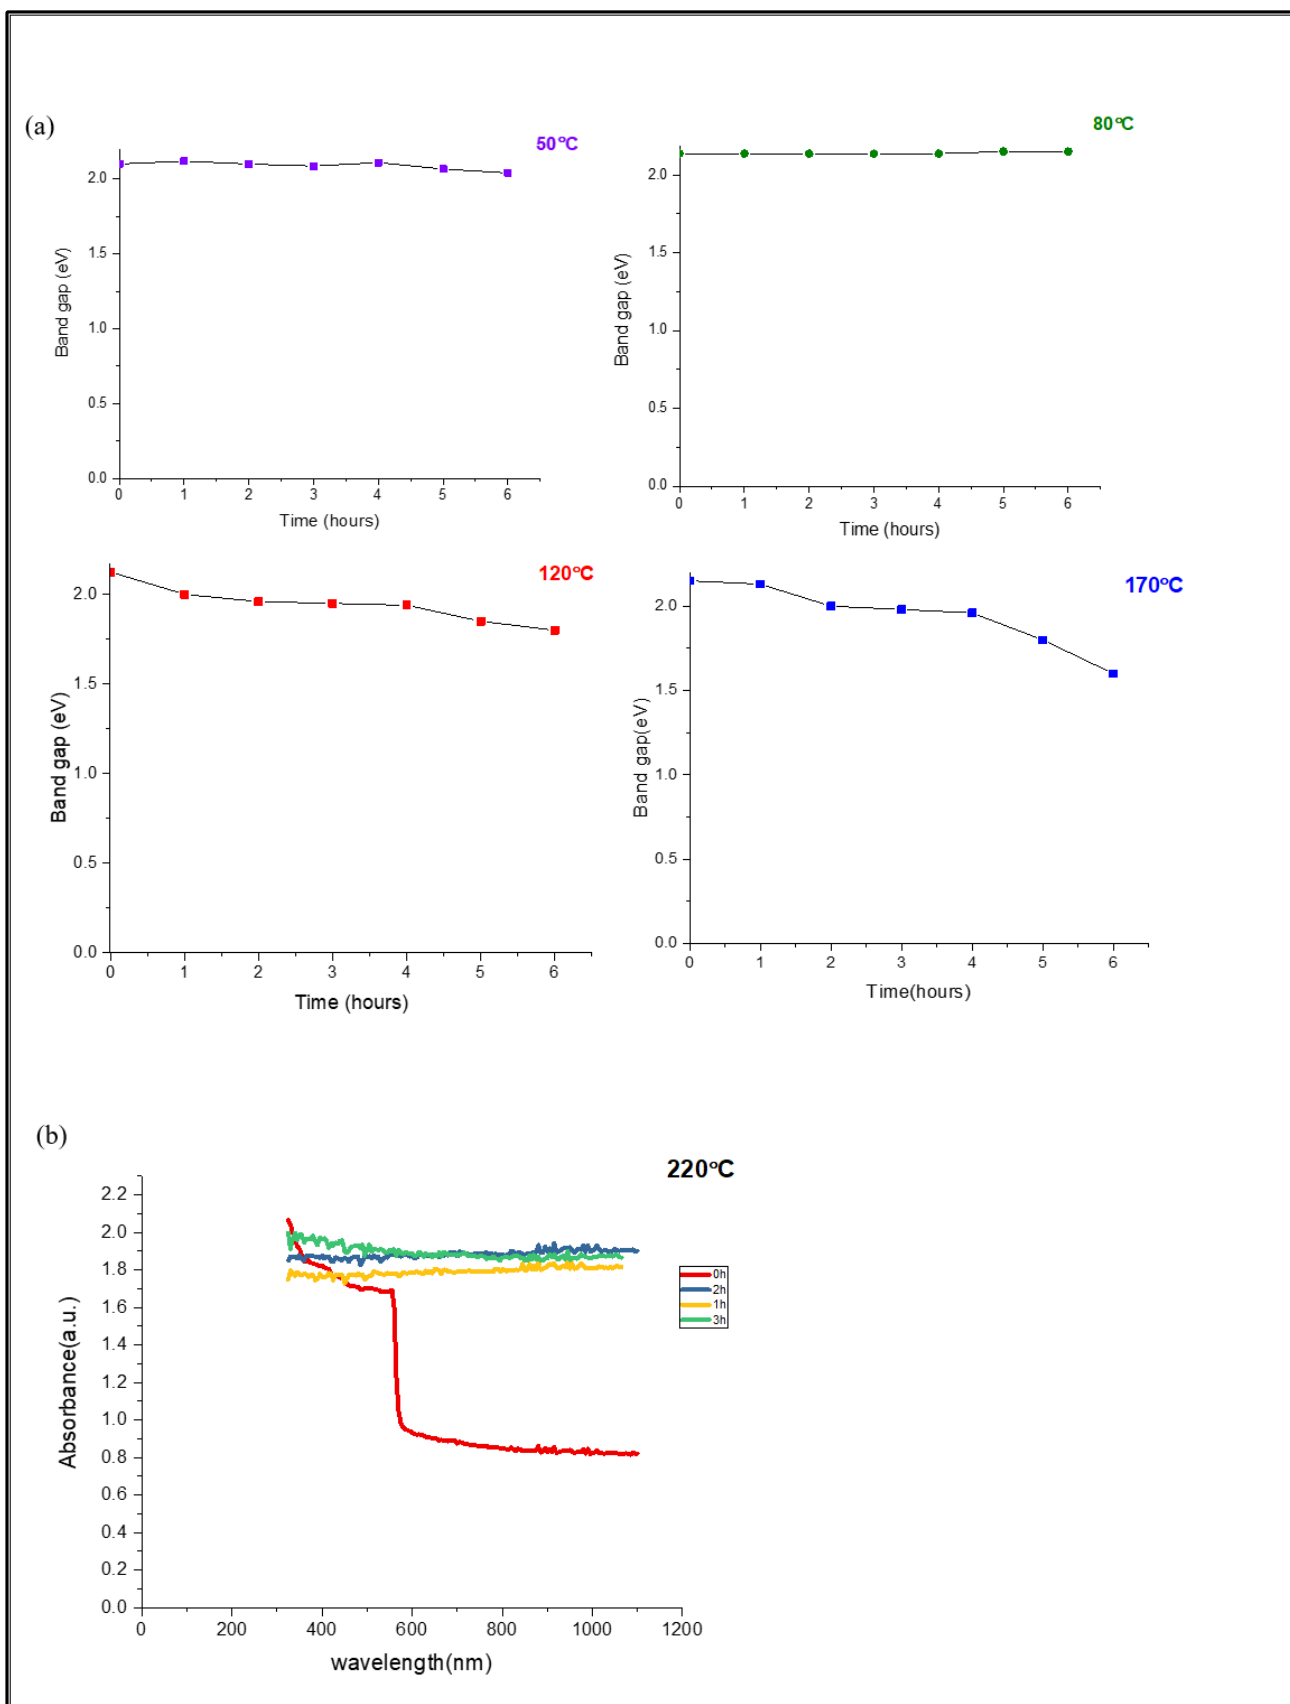 (a)
50°C
2.0
1.5
1.0
0.5
0.0
0 1 2 3 4 5 6
Band gap (eV)
Time (hours)
80°C
2.0
1.5
1.0
0.5
0.0
0 1 2 3 4 5 6
Band gap (eV)
Time (hours)
120°C
2.0
1.5
1.0
0.5
0.0
0 1 2 3 4 5 6
Band gap (eV)
Time (hours)
170°C
2.0
1.5
1.0
0.5
0.0
0 1 2 3 4 5 6
Band gap(eV)
Time(hours)
(b)
220°C
2.2
2.0
1.8
1.6
1.4
1.2
1.0
0.8
0.6
0.4
0.2
0.0
0 200 400 600 800 1000 1200
Absorbance(a.u.)
wavelength(nm)
0h
2h
1h
3h